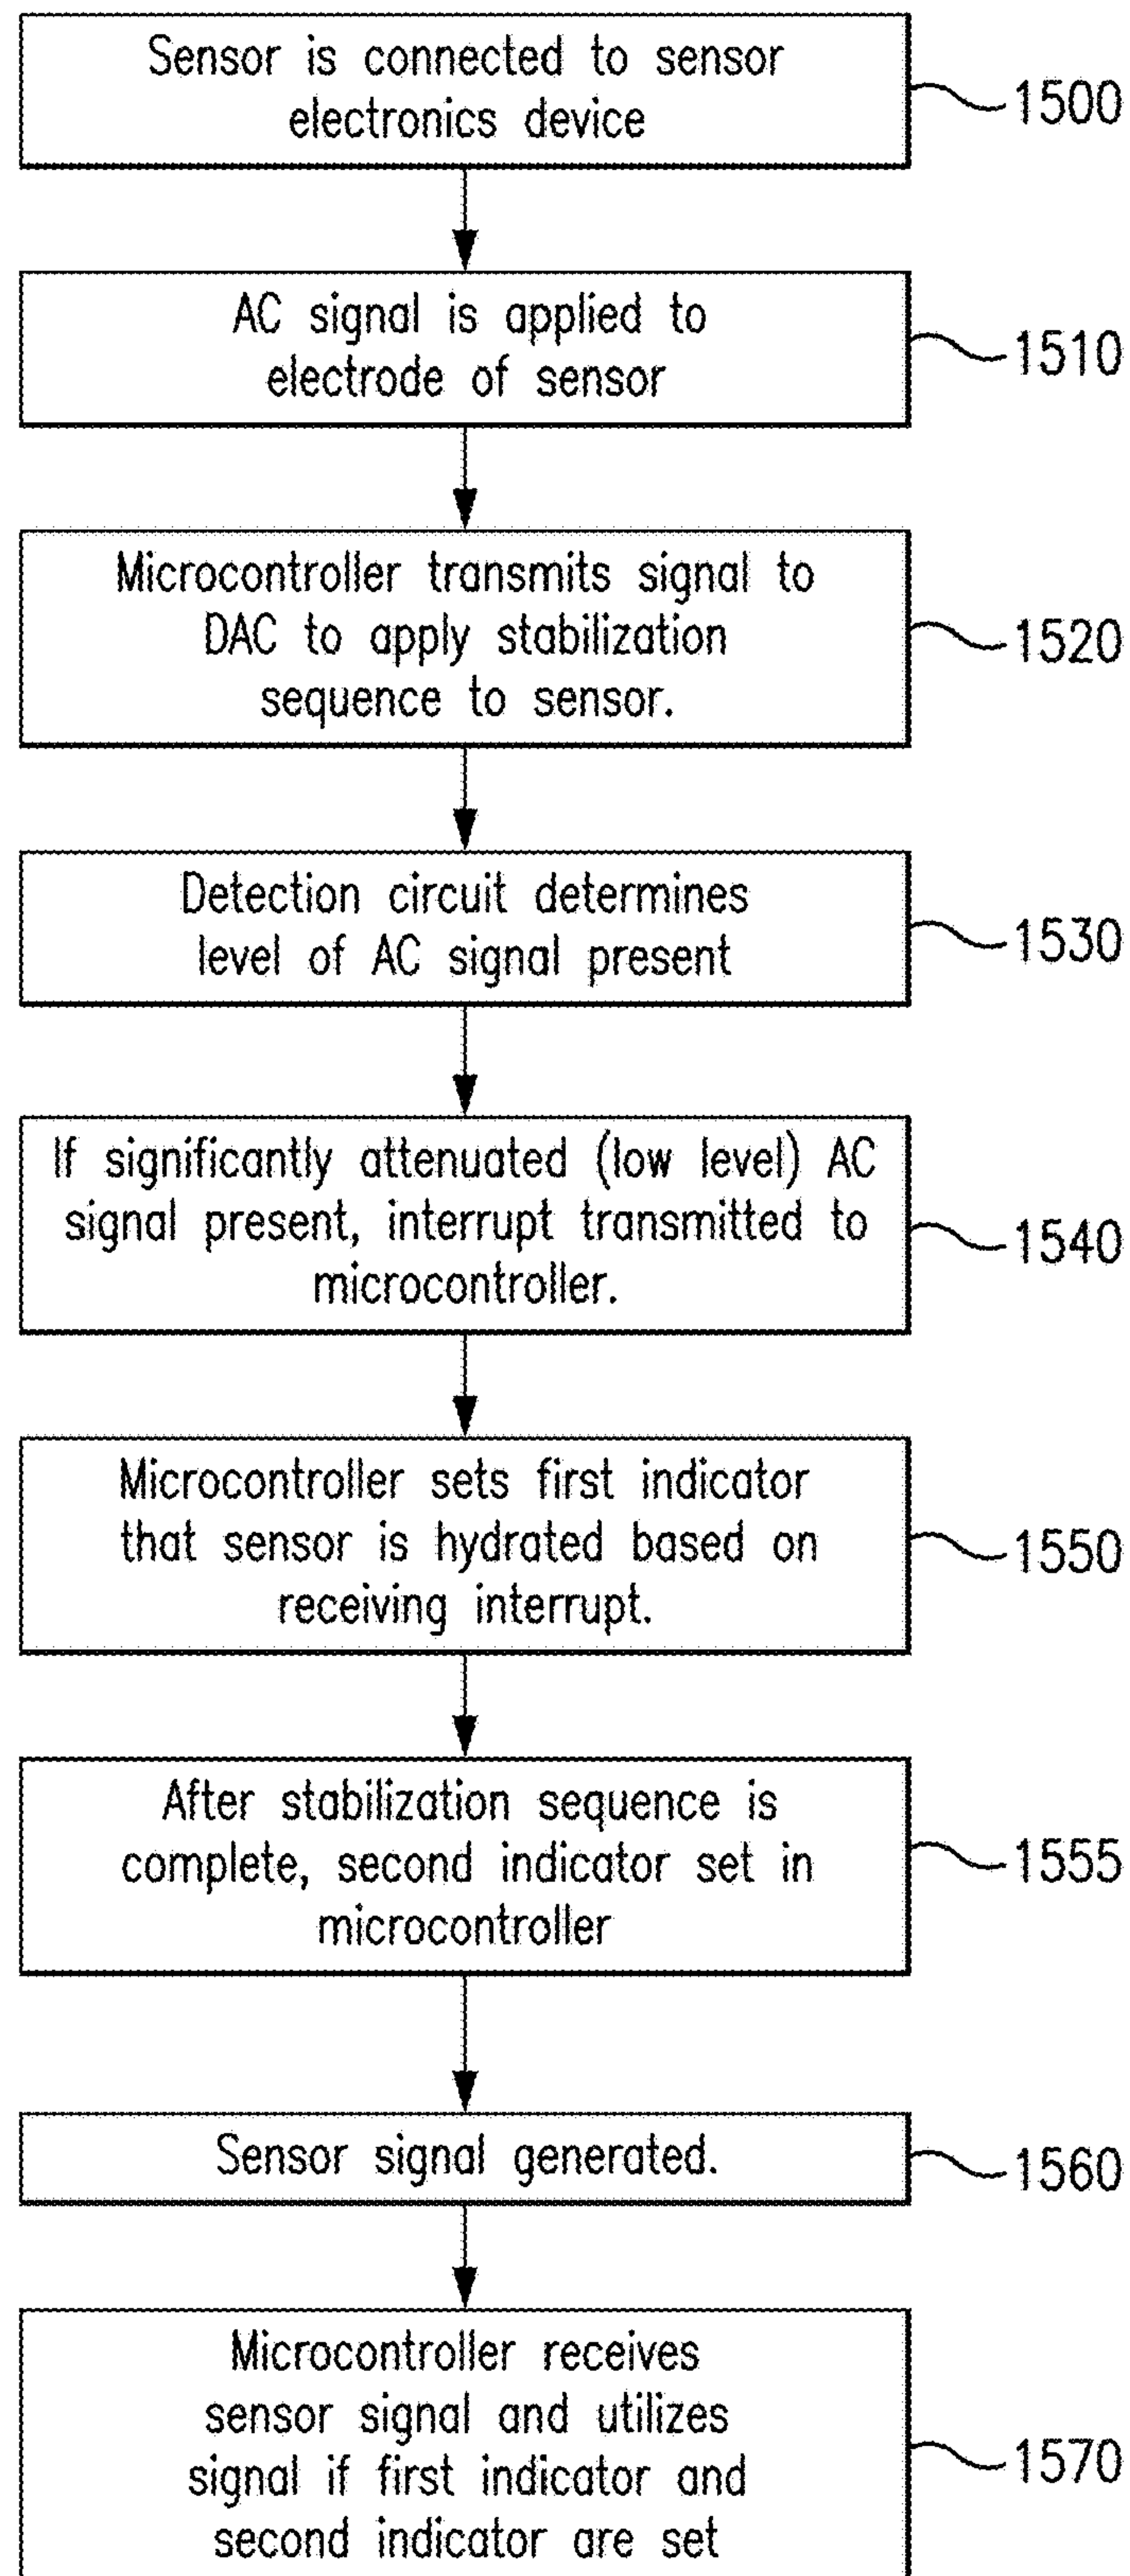 Sensor is connected to sensor
electronics device
1500
AC signal is applied to
electrode of sensor
1510
Microcontroller transmits signal to
DAC to apply stabilization
sequence to sensor.
1520
Detection circuit determines
level of AC signal present
1530
If significantly attenuated (low level) AC
signal present, interrupt transmitted to
microcontroller.
1540
Microcontroller sets first indicator
that sensor is hydrated based on
receiving interrupt.
1550
After stabilization sequence is
complete, second indicator set in
microcontroller
1555
Sensor signal generated.
1560
Microcontroller receives
sensor signal and utilizes
signal if first indicator and
second indicator are set
1570